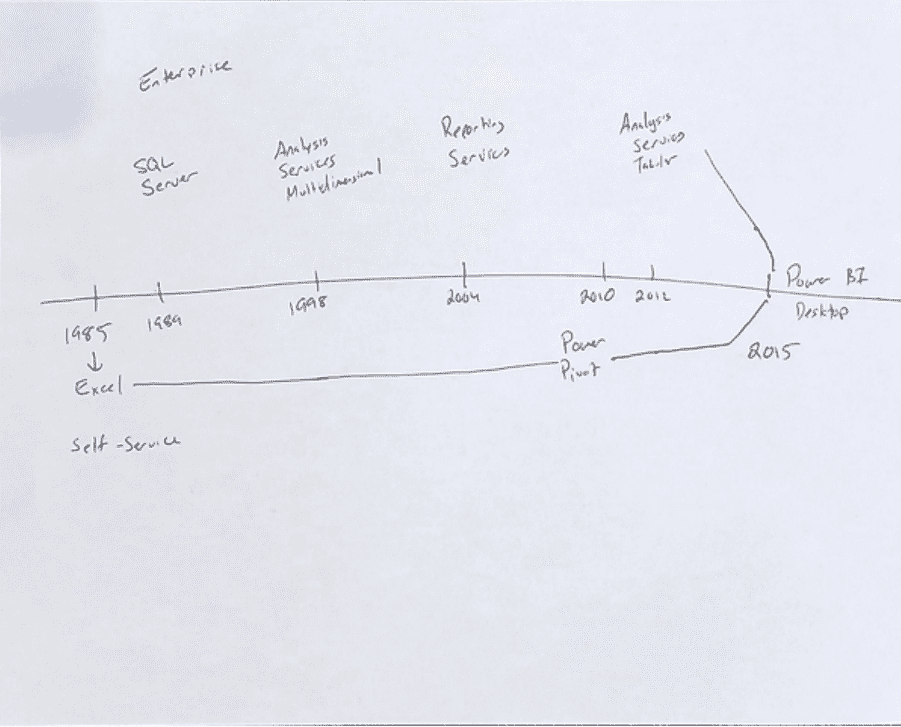 Enterprise
SQL
Server
Analysis
Services
Multidimensional
Reporting
Services
Analysis
Services
Tabular
1985
1989
1998
2004
2010
2012
Power BI
Desktop
2015
Excel
Power
Pivot
Self-Service